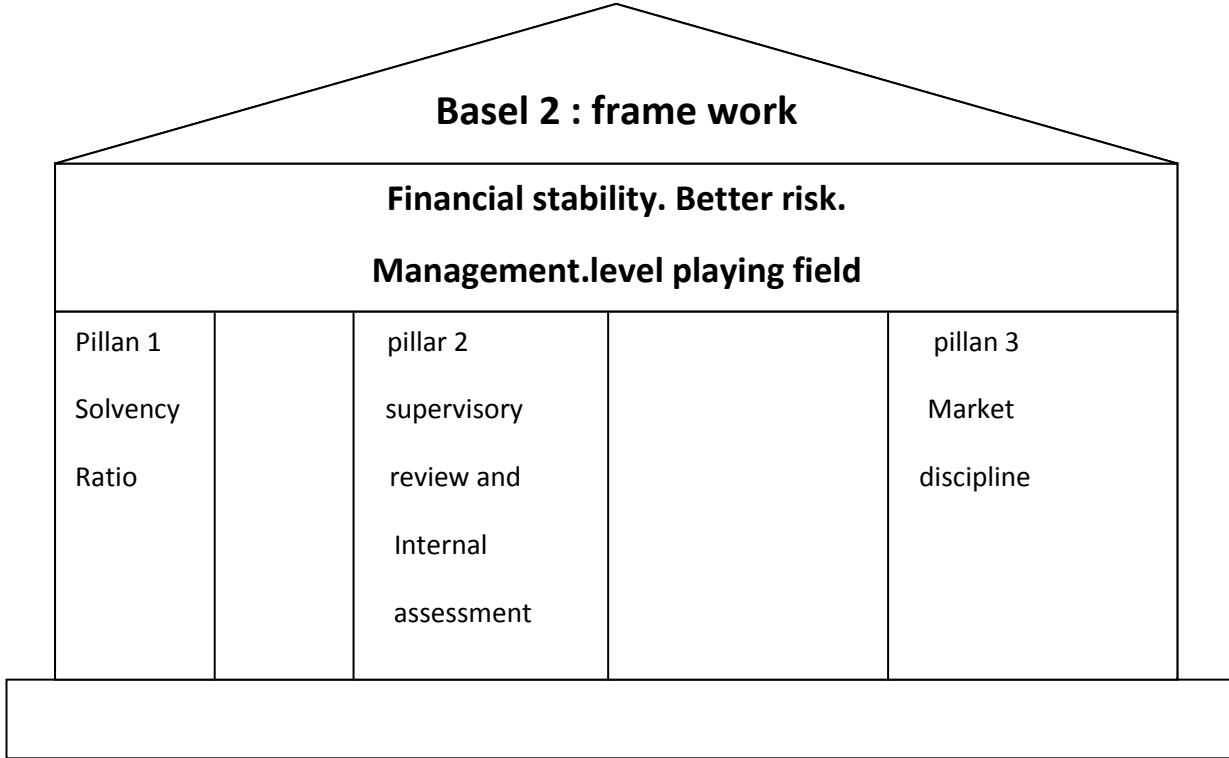 Basel 2 : frame work
Financial stability. Better risk.
Management.level playing field
Pillan 1
Solvency
Ratio
pillar 2
supervisory
review and
Internal
assessment
pillan 3
Market
discipline